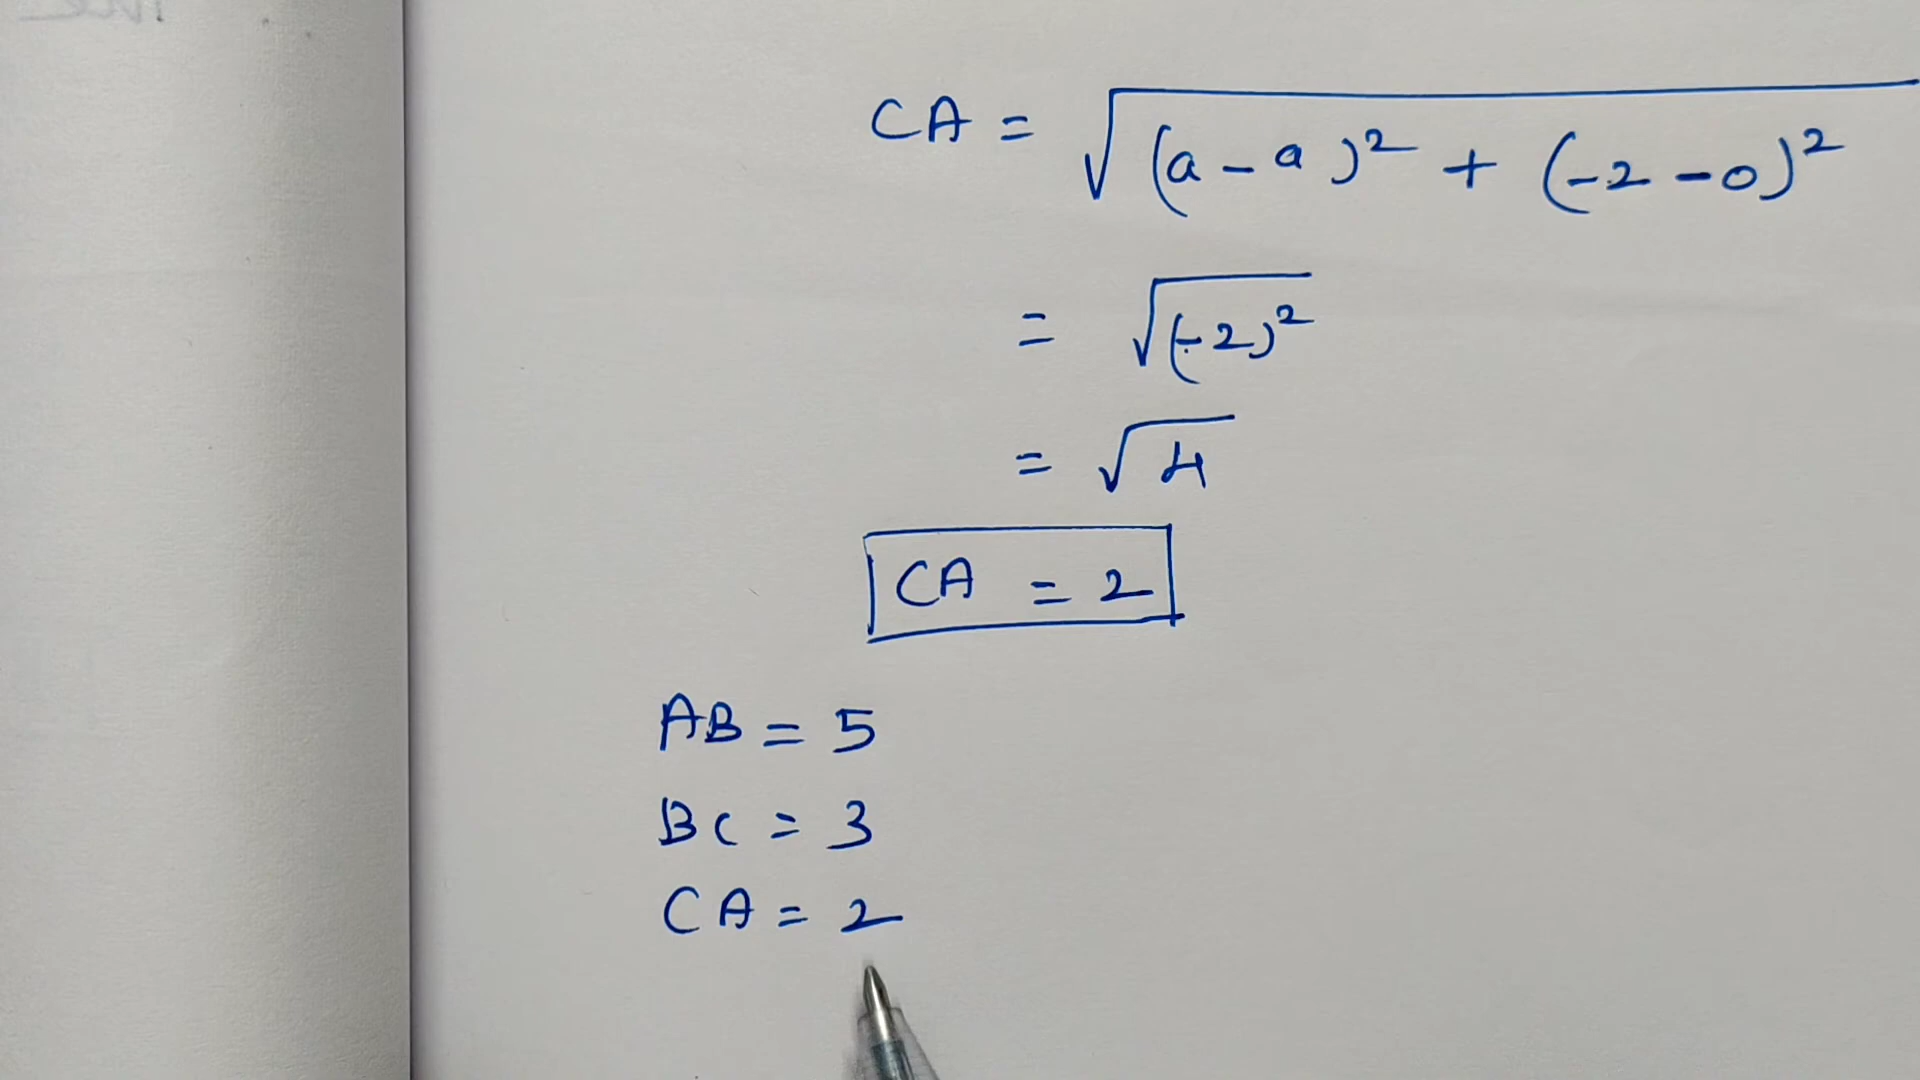 CA = √(a - a)² + (-2 - 0)²
= √(-2)²
= √4
CA = 2
AB = 5
BC = 3
CA = 2